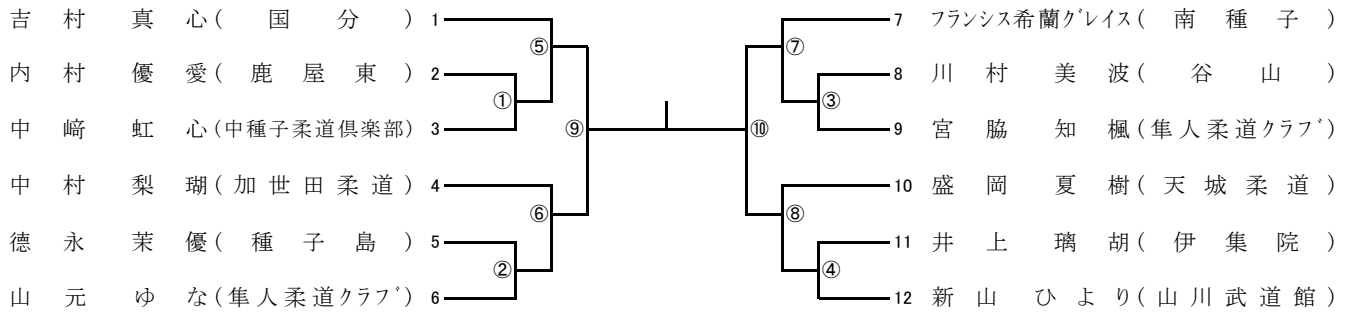 吉村真心(国分) 1
⑤
内村優愛(鹿屋東) 2
①
中﨑虹心(中種子柔道倶楽部) 3
⑨
中村梨瑚(加世田柔道) 4
⑥
德永茉優(種子島) 5
②
山元ゆな(隼人柔道クラブ) 6
7 フランシス希蘭グレイス(南種子)
⑦
8 川村美波(谷山)
③
9 宮脇知楓(隼人柔道クラブ)
⑩
10 盛岡夏樹(天城柔道)
⑧
11 井上璃胡(伊集院)
④
12 新山ひより(山川武道館)